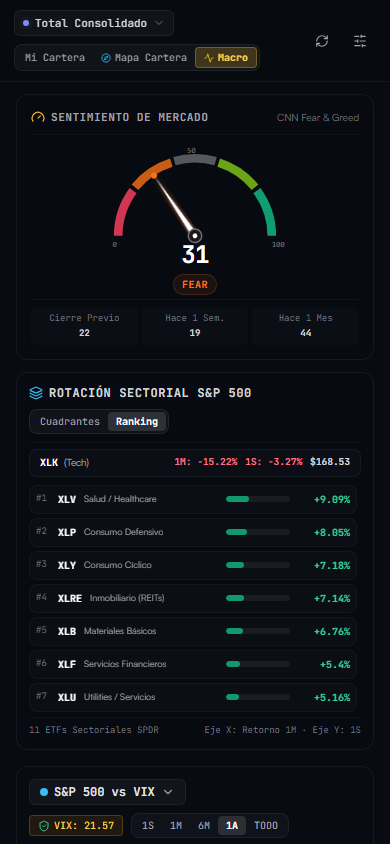 Total Consolidado
Mi Cartera Mapa Cartera Macro
SENTIMIENTO DE MERCADO CNN Fear & Greed
50
0 100
31
FEAR
Cierre Previo Hace 1 Sem. Hace 1 Mes
22 19 44
ROTACIÓN SECTORIAL S&P 500
Cuadrantes Ranking
XLK (Tech) 1M: -15.22% 1S: -3.27% $168.53
#1 XLV Salud / Healthcare +9.09%
#2 XLP Consumo Defensivo +8.05%
#3 XLY Consumo Cíclico +7.18%
#4 XLRE Inmobiliario (REITs) +7.14%
#5 XLB Materiales Básicos +6.76%
#6 XLF Servicios Financieros +5.4%
#7 XLU Utilities / Servicios +5.16%
11 ETFs Sectoriales SPDR Eje X: Retorno 1M · Eje Y: 1S
S&P 500 vs VIX
VIX: 21.57 1S 1M 6M 1A TODO